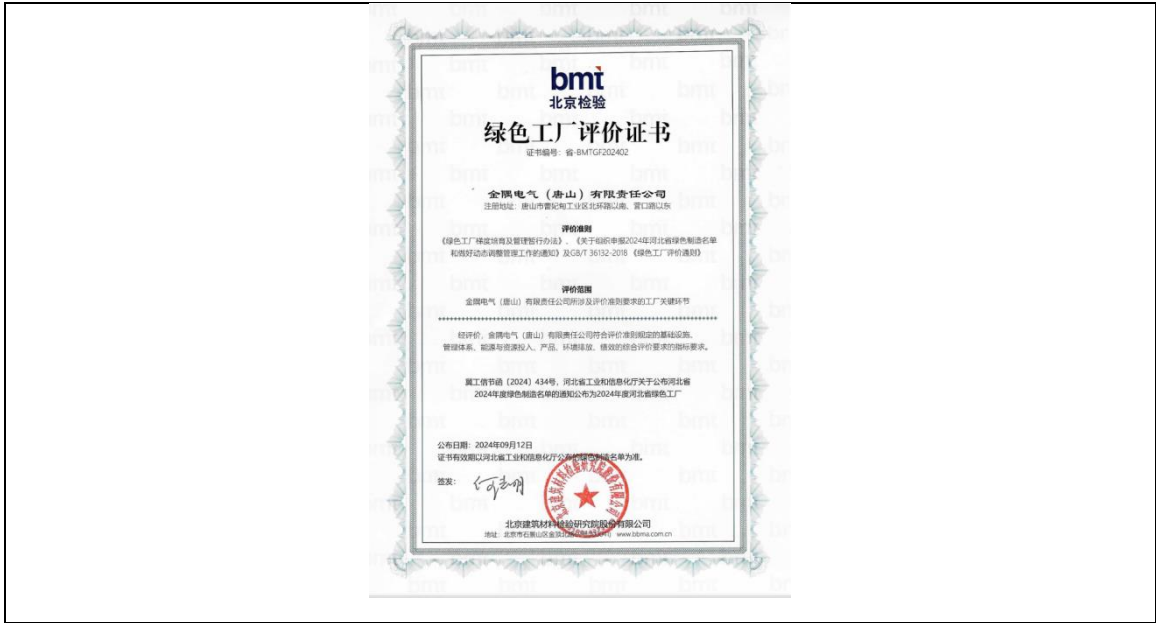 bmt
北京检验
绿色工厂评价证书
证书编号：省-BMTGF202402
金隅电气（唐山）有限责任公司
注册地址：唐山市曹妃甸工业区北环路以南、营口路以东
评价准则
《绿色工厂梯度培育及管理暂行办法》、《关于组织申报2024年河北省绿色制造名单
和做好动态调整管理工作的通知》及GB/T 36132-2018 《绿色工厂评价通则》
评价范围
金隅电气（唐山）有限责任公司所涉及评价准则要求的工厂关键环节
经评价，金隅电气（唐山）有限责任公司符合评价准则规定的基础设施、
管理体系、能源与资源投入、产品、环境排放、绩效的综合评价要求的指标要求。
冀工信节函（2024）434号，河北省工业和信息化厅关于公布河北省
2024年度绿色制造名单的通知公布为2024年度河北省绿色工厂
公布日期：2024年09月12日
证书有效期以河北省工业和信息化厅公布的绿色制造名单为准。
签发：
北京建筑材料检验研究院股份有限公司
北京建筑材料检验研究院股份有限公司
地址：北京市石景山区金顶北路 www.bbma.com.cn